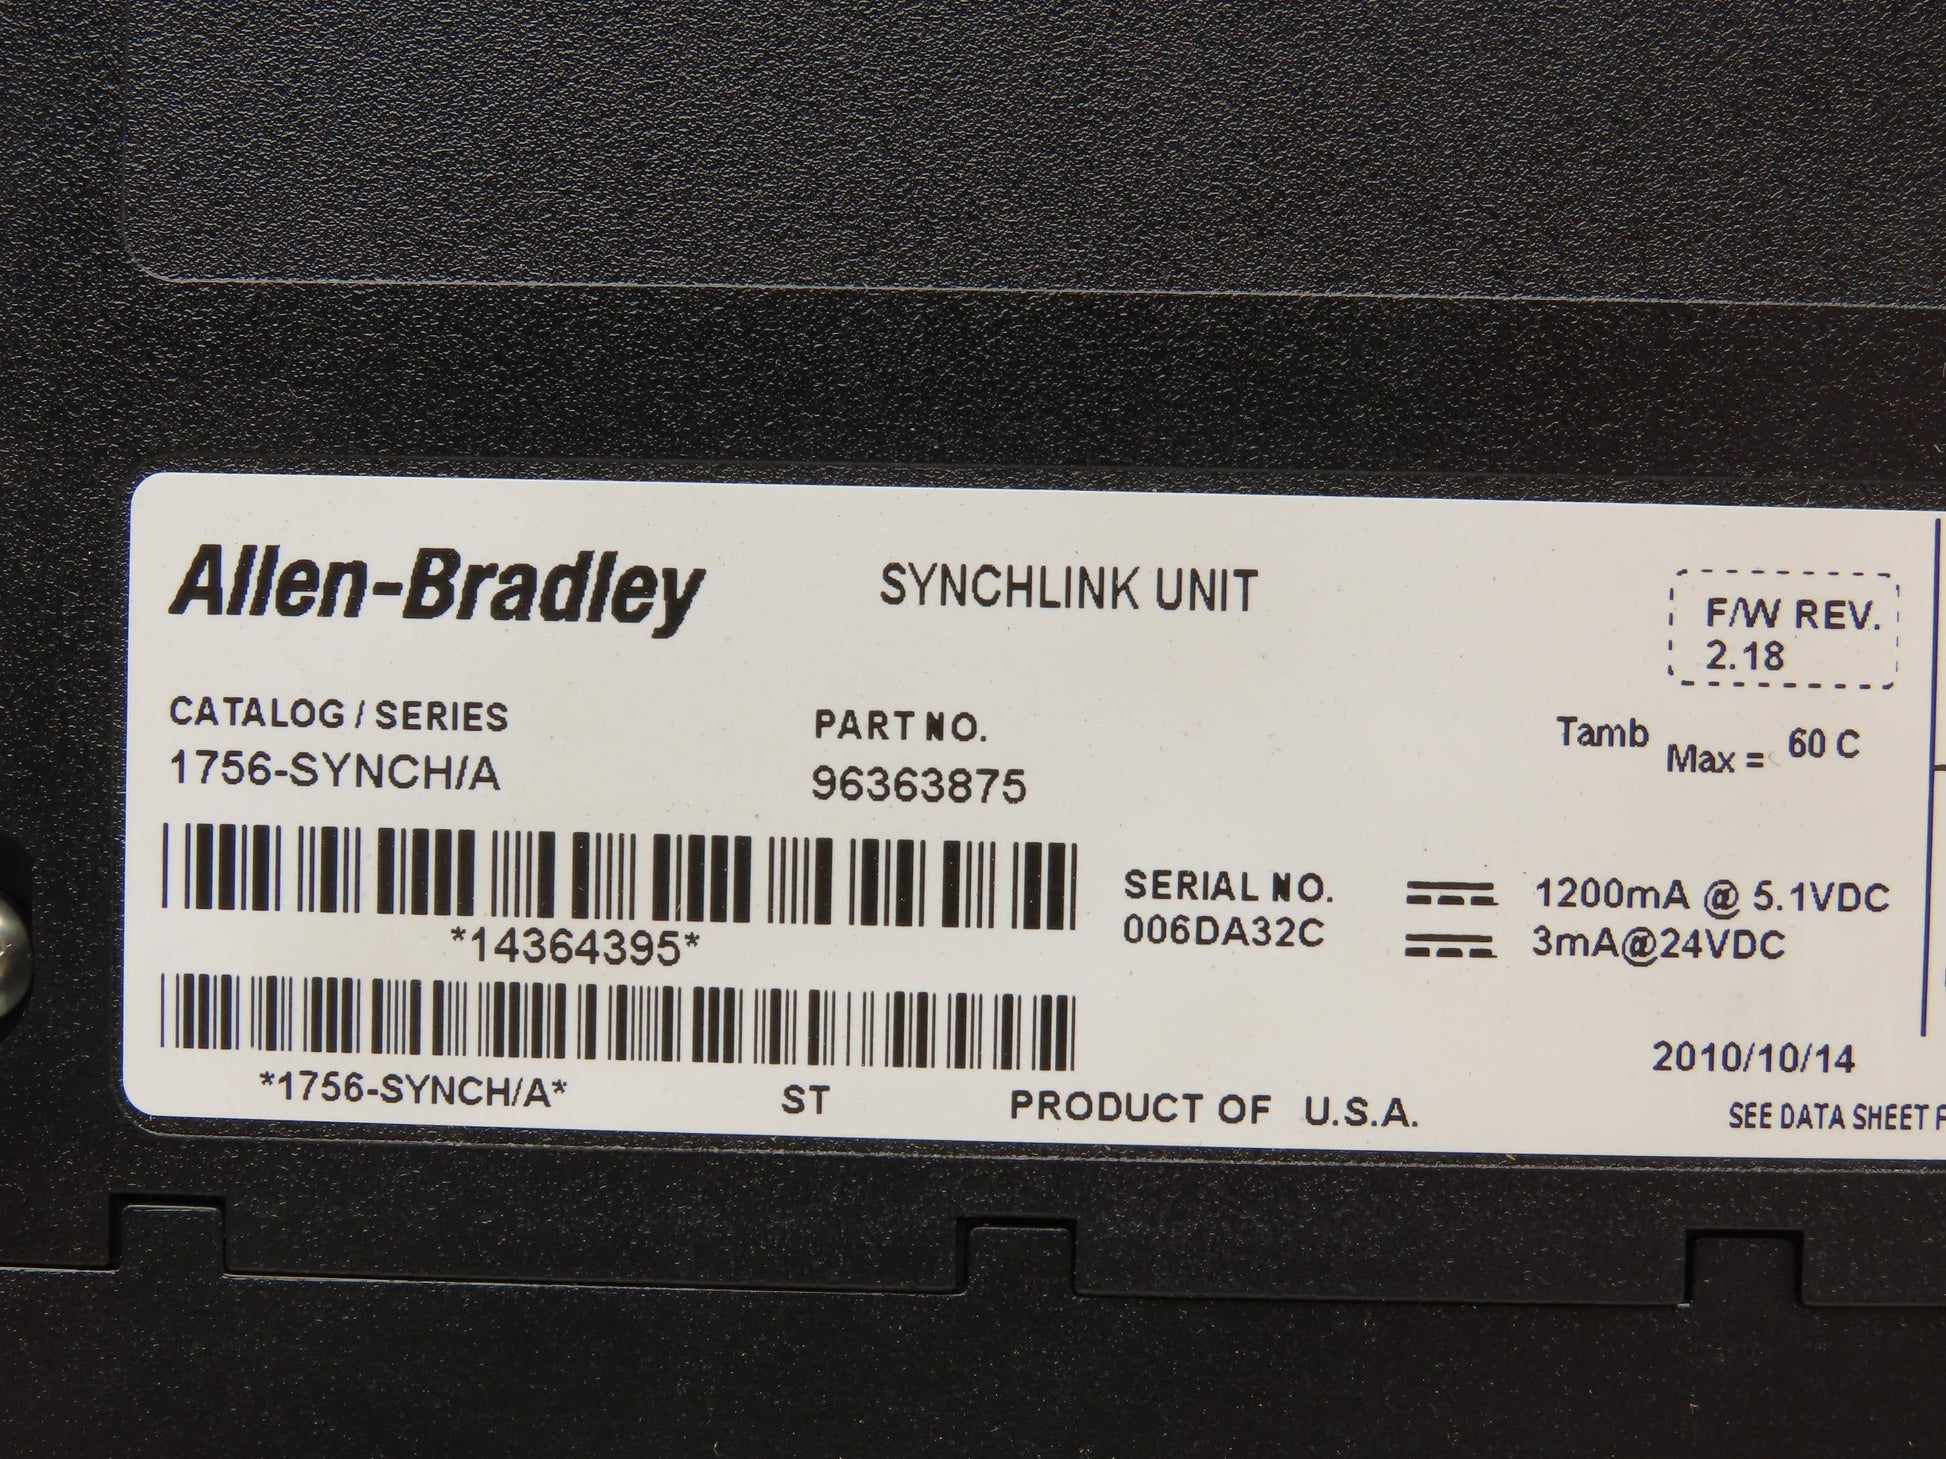 Allen-Bradley
SYNCHLINK UNIT
F/W REV.
2.18
CATALOG / SERIES
1756-SYNCH/A
PART NO.
96363875
Tamb Max = 60 C
*14364395*
SERIAL NO.
006DA32C
1200mA @ 5.1VDC
3mA@24VDC
*1756-SYNCH/A*
ST
PRODUCT OF U.S.A.
2010/10/14
SEE DATA SHEET